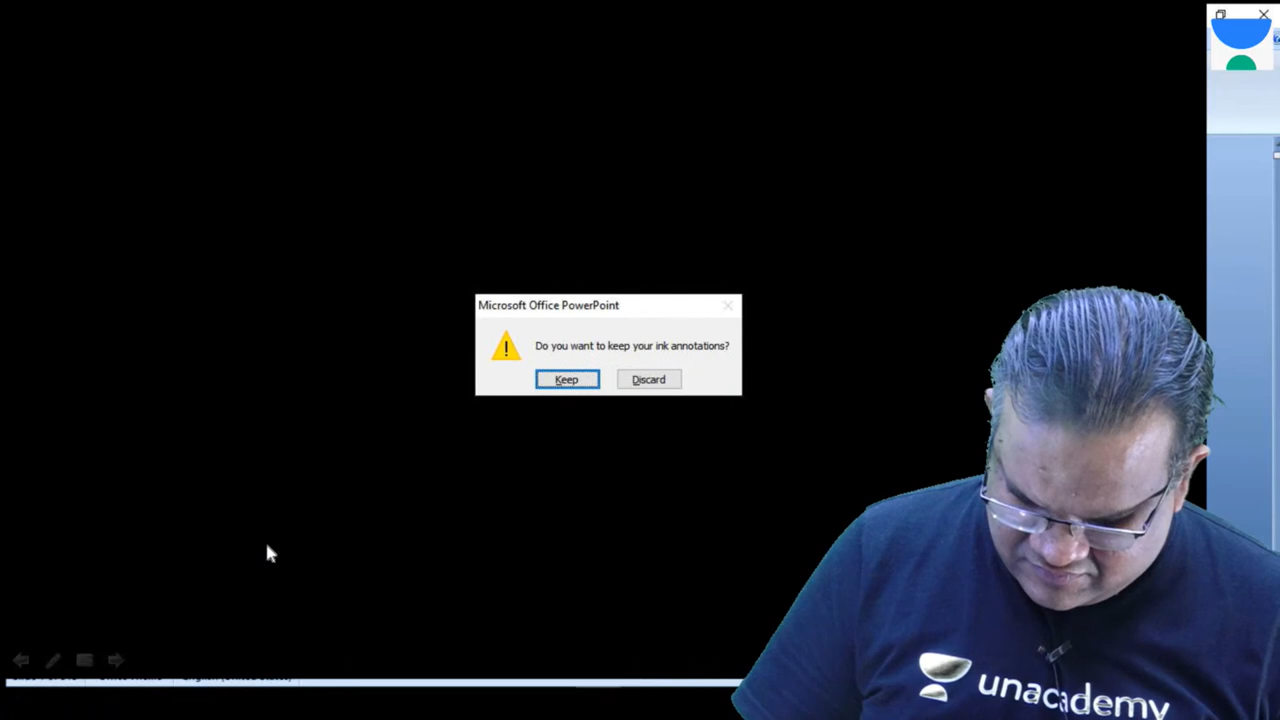 Microsoft Office PowerPoint
Do you want to keep your ink annotations?
Keep
Discard
unacademy